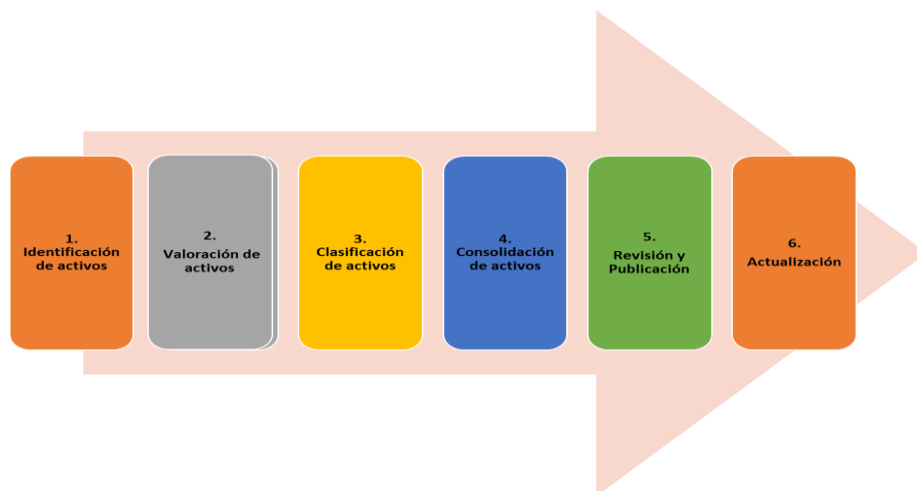 1.
Identificación
de activos
2.
Valoración de
activos
3.
Clasificación
de activos
4.
Consolidación
de activos
5.
Revisión y
Publicación
6.
Actualización